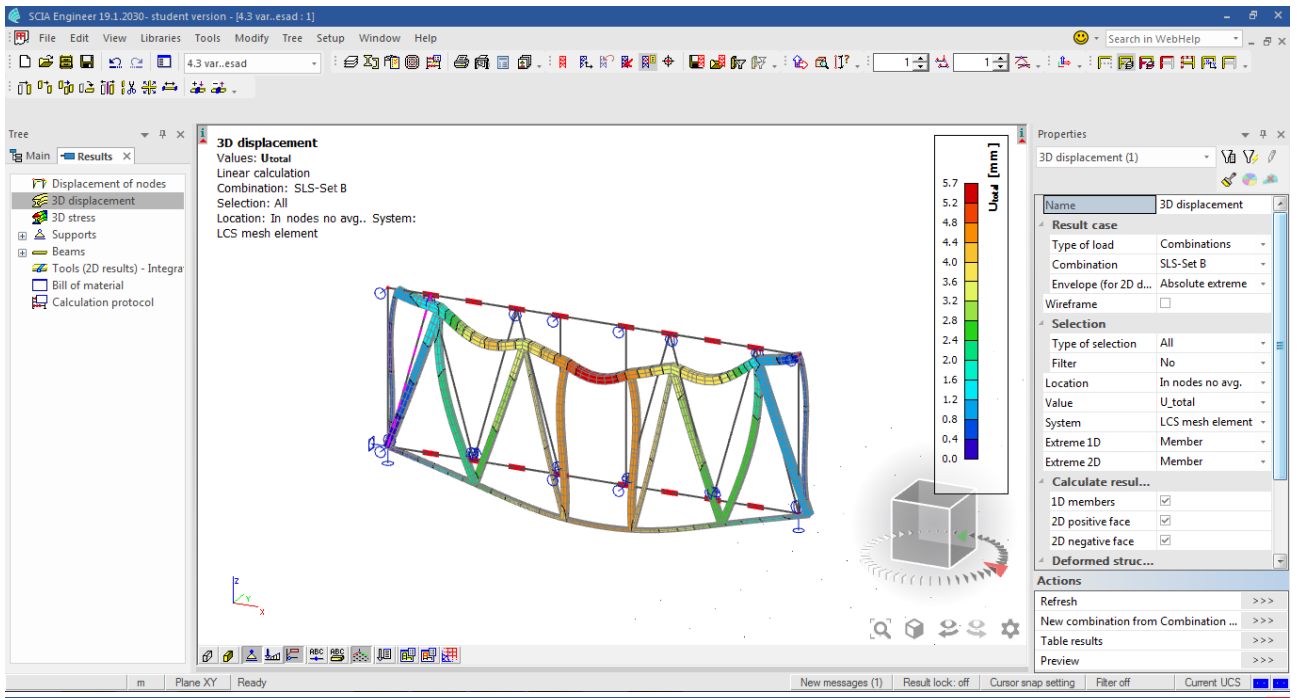 SCIA Engineer 19.1.2030- student version - [4.3 var..esad : 1]
File Edit View Libraries Tools Modify Tree Setup Window Help
Search in WebHelp
4.3 var..esad
1
1
Tree
Main
Results
Displacement of nodes
3D displacement
3D stress
Supports
Beams
Tools (2D results) - Integra
Bill of material
Calculation protocol
3D displacement
Values: Utotal
Linear calculation
Combination: SLS-Set B
Selection: All
Location: In nodes no avg.. System:
LCS mesh element
Utotal [mm]
5.7
5.2
4.8
4.4
4.0
3.6
3.2
2.8
2.4
2.0
1.6
1.2
0.8
0.4
0.0
z
Y
x
ABC
ABC
Properties
3D displacement (1)
Name 3D displacement
Result case
Type of load Combinations
Combination SLS-Set B
Envelope (for 2D d... Absolute extreme
Wireframe
Selection
Type of selection All
Filter No
Location In nodes no avg.
Value U_total
System LCS mesh element
Extreme 1D Member
Extreme 2D Member
Calculate resul...
1D members
2D positive face
2D negative face
Deformed struc...
Actions
Refresh >>>
New combination from Combination ... >>>
Table results >>>
Preview >>>
m Plane XY Ready New messages (1) Result lock: off Cursor snap setting Filter off Current UCS